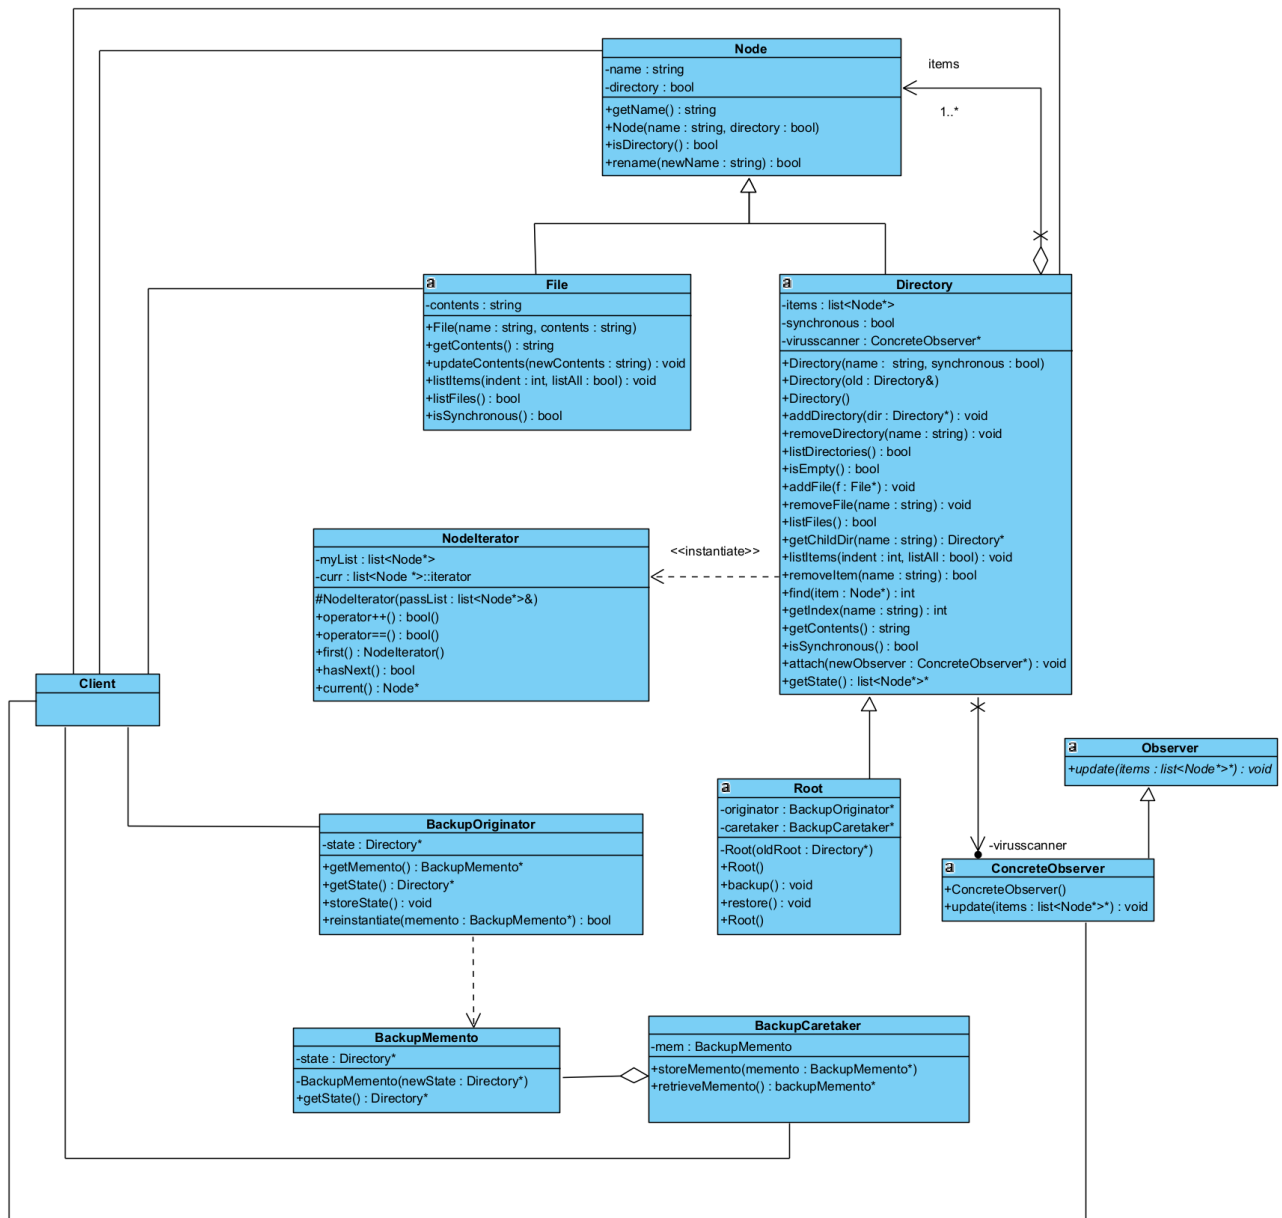 Node
-name : string
-directory : bool
+getName() : string
+Node(name : string, directory : bool)
+isDirectory() : bool
+rename(newName : string) : bool
items
1..*
a
File
-contents : string
+File(name : string, contents : string)
+getContents() : string
+updateContents(newContents : string) : void
+listItems(indent : int, listAll : bool) : void
+listFiles() : bool
+isSynchronous() : bool
a
Directory
-items : list<Node*>
-synchronous : bool
-virusscanner : ConcreteObserver*
+Directory(name :  string, synchronous : bool)
+Directory(old : Directory&)
+Directory()
+addDirectory(dir : Directory*) : void
+removeDirectory(name : string) : void
+listDirectories() : bool
+isEmpty() : bool
+addFile(f : File*) : void
+removeFile(name : string) : void
+listFiles() : bool
+getChildDir(name : string) : Directory*
+listItems(indent : int, listAll : bool) : void
+removeItem(name : string) : bool
+find(item : Node*) : int
+getIndex(name : string) : int
+getContents() : string
+isSynchronous() : bool
+attach(newObserver : ConcreteObserver*) : void
+getState() : list<Node*>*
NodeIterator
-myList : list<Node*>
-curr : list<Node *>::iterator
#NodeIterator(passList : list<Node*>&)
+operator++() : bool()
+operator==() : bool()
+first() : NodeIterator()
+hasNext() : bool
+current() : Node*
<<instantiate>>
Client
a
Observer
+update(items : list<Node*>*) : void
a
Root
-originator : BackupOriginator*
-caretaker : BackupCaretaker*
-Root(oldRoot : Directory*)
+Root()
+backup() : void
+restore() : void
+Root()
BackupOriginator
-state : Directory*
+getMemento() : BackupMemento*
+getState() : Directory*
+storeState() : void
+reinstantiate(memento : BackupMemento*) : bool
-virusscanner
a
ConcreteObserver
+ConcreteObserver()
+update(items : list<Node*>*) : void
BackupMemento
-state : Directory*
-BackupMemento(newState : Directory*)
+getState() : Directory*
BackupCaretaker
-mem : BackupMemento
+storeMemento(memento : BackupMemento*)
+retrieveMemento() : backupMemento*